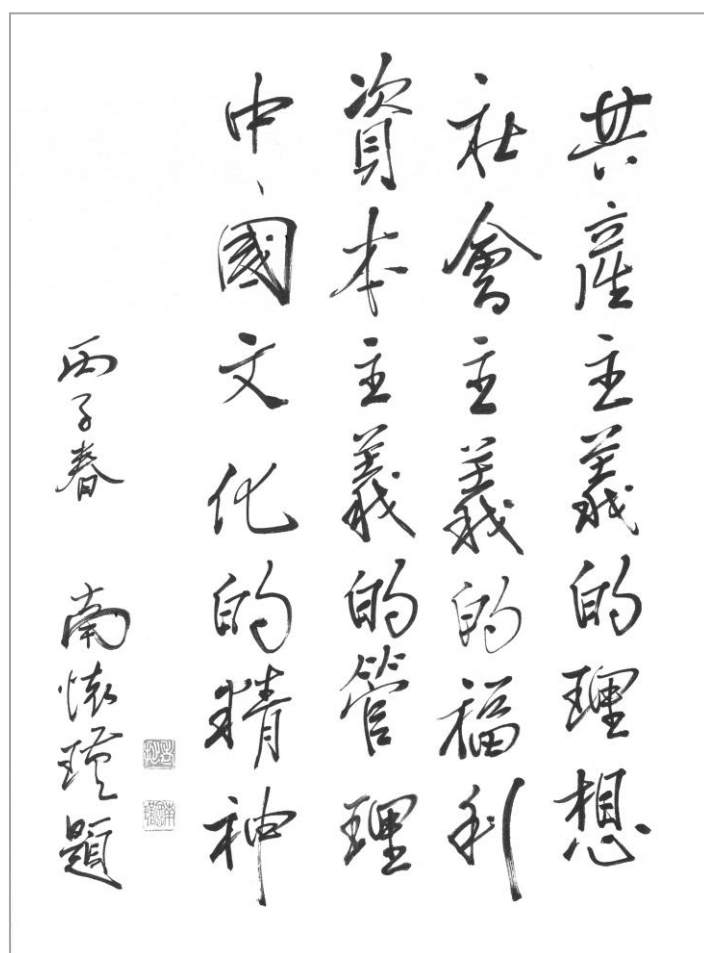 共產主義的理想
社會主義的福利
資本主義的管理
中國文化的精神
丙子春 南懷瑾題